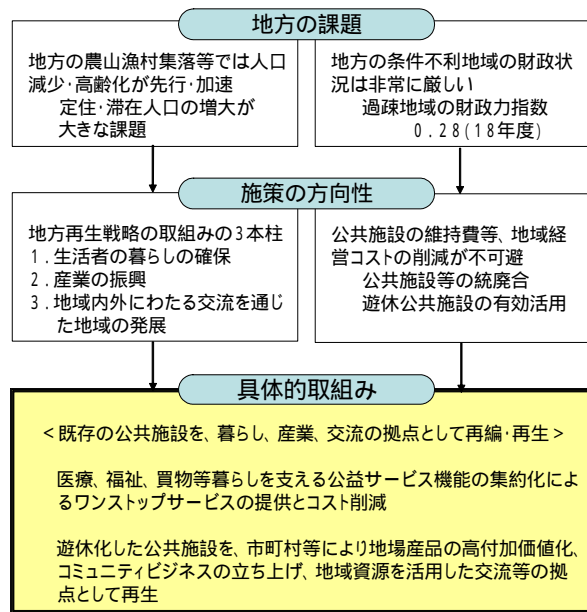 地方の課題
地方の農山漁村集落等では人口
減少・高齢化が先行・加速
定住・滞在人口の増大が
大きな課題
地方の条件不利地域の財政状
況は非常に厳しい
過疎地域の財政力指数
0.28(18年度)
施策の方向性
地方再生戦略の取組みの3本柱
1.生活者の暮らしの確保
2.産業の振興
3.地域内外にわたる交流を通じ
た地域の発展
公共施設の維持費等、地域経
営コストの削減が不可避
公共施設等の統廃合
遊休公共施設の有効活用
具体的取組み
<既存の公共施設を、暮らし、産業、交流の拠点として再編・再生>
医療、福祉、買物等暮らしを支える公益サービス機能の集約化によ
るワンストップサービスの提供とコスト削減
遊休化した公共施設を、市町村等により地場産品の高付加価値化、
コミュニティビジネスの立ち上げ、地域資源を活用した交流等の拠
点として再生